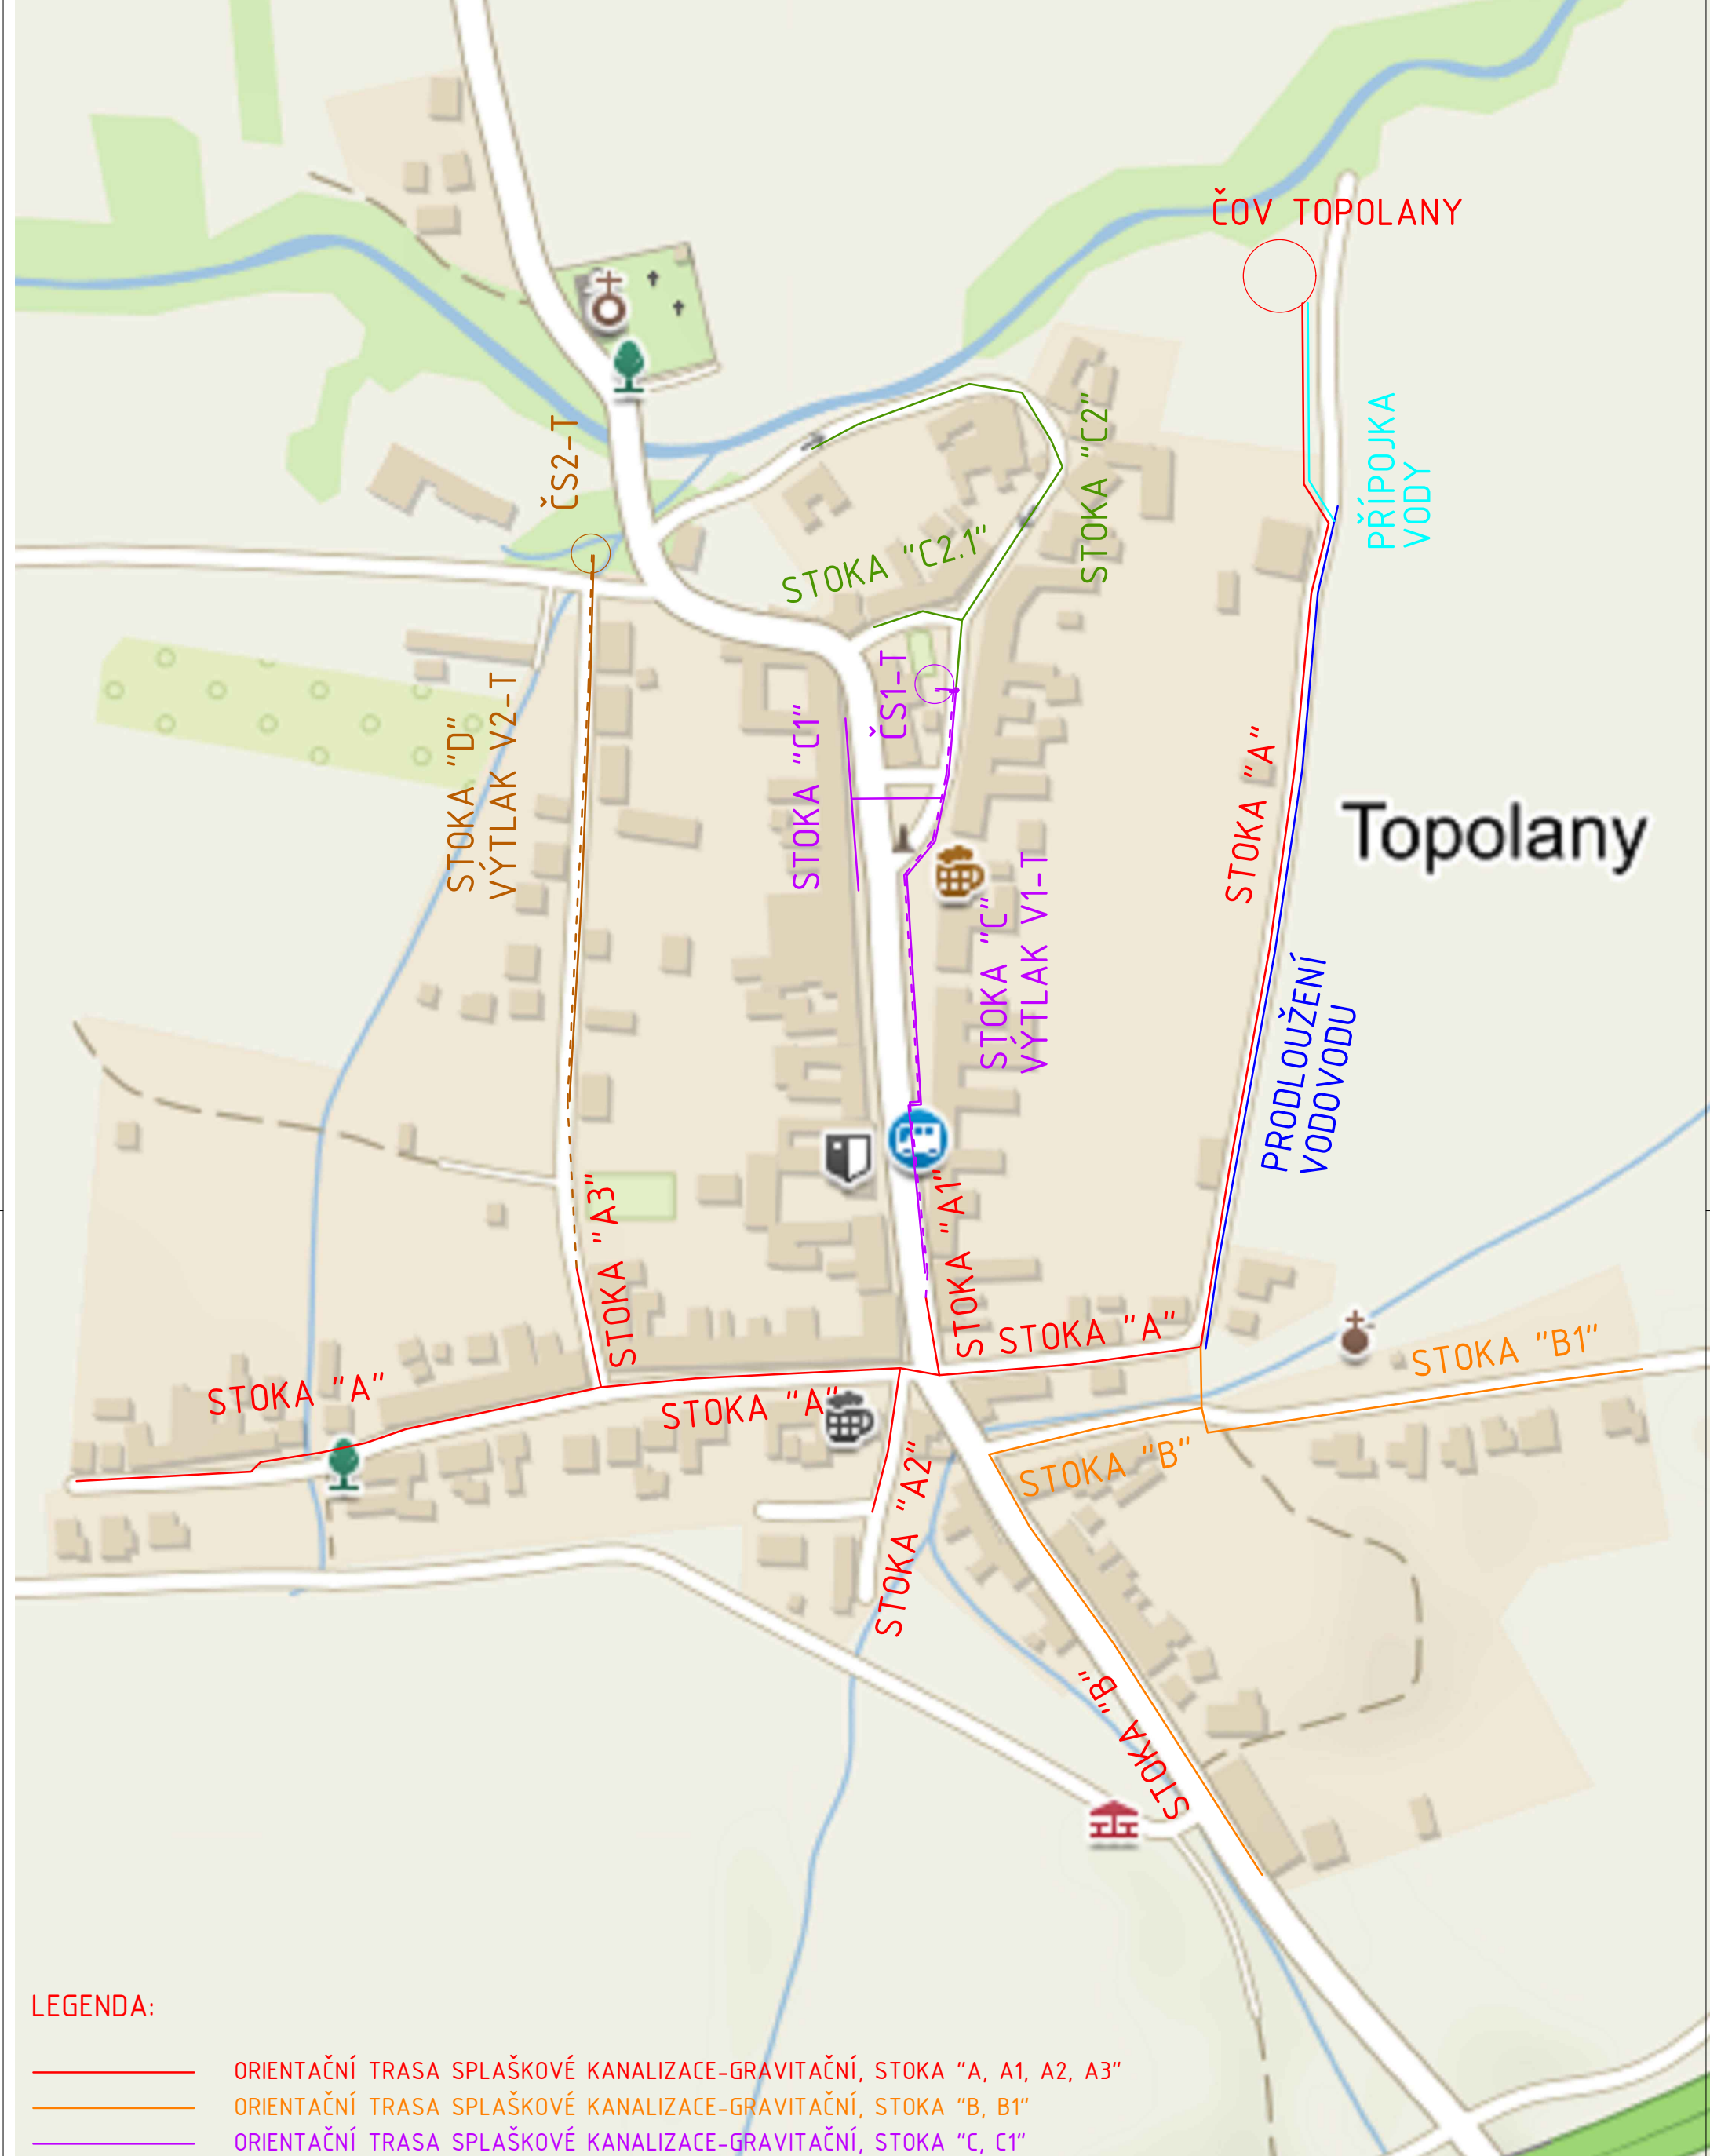 ČOV TOPOLANY
PŘÍPOJKA
VODY
ČS2-T
STOKA "C2"
STOKA "C2.1"
ČS1-T
STOKA "D"
VÝTLAK V2-T
STOKA "C1"
STOKA "A"
Topolany
STOKA "C"
VÝTLAK V1-T
PRODLOUŽENÍ
VODOVODU
STOKA "A3"
STOKA "A1"
STOKA "A"
STOKA "B1"
STOKA "A"
STOKA "A"
STOKA "B"
STOKA "A2"
STOKA "B"
LEGENDA:
ORIENTAČNÍ TRASA SPLAŠKOVÉ KANALIZACE-GRAVITAČNÍ, STOKA "A, A1, A2, A3"
ORIENTAČNÍ TRASA SPLAŠKOVÉ KANALIZACE-GRAVITAČNÍ, STOKA "B, B1"
ORIENTAČNÍ TRASA SPLAŠKOVÉ KANALIZACE-GRAVITAČNÍ, STOKA "C, C1"